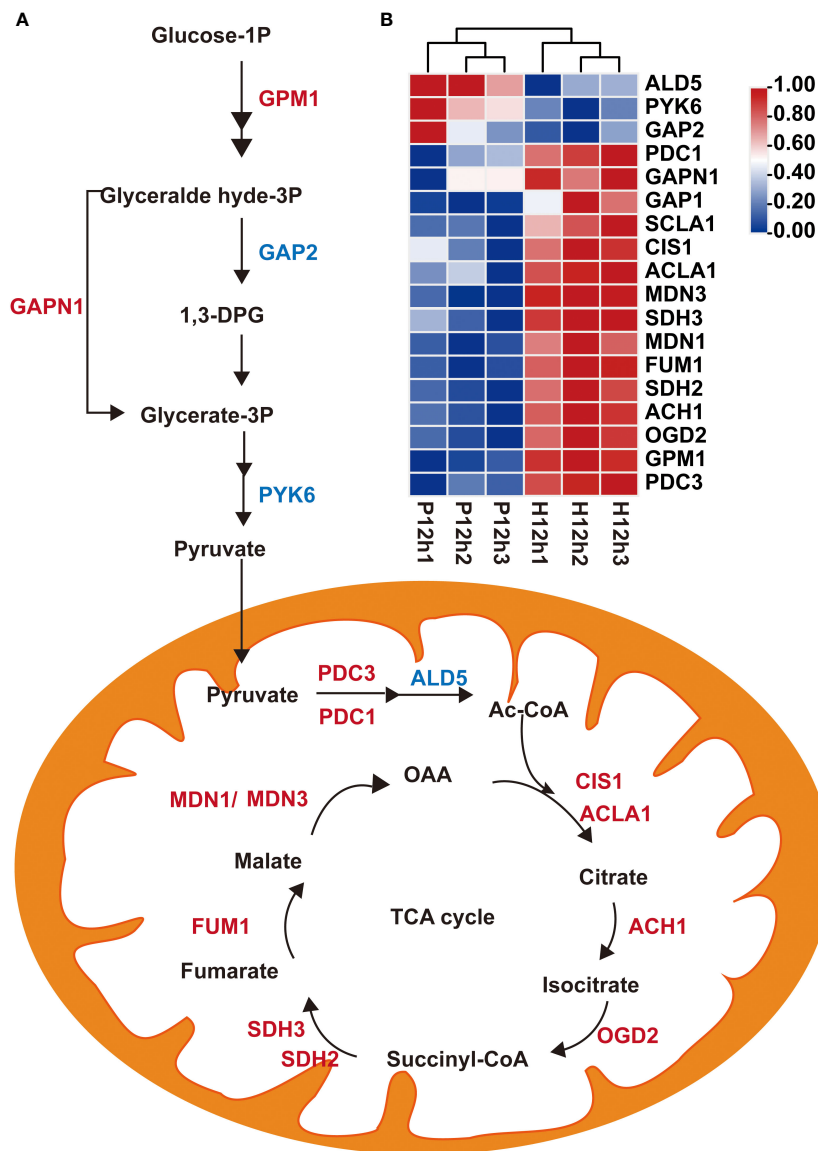 A
Glucose-1P
GPM1
Glyceralde hyde-3P
GAP2
GAPN1
1,3-DPG
Glycerate-3P
PYK6
Pyruvate
B
ALD5
PYK6
GAP2
PDC1
GAPN1
GAP1
SCLA1
CIS1
ACLA1
MDN3
SDH3
MDN1
FUM1
SDH2
ACH1
OGD2
GPM1
PDC3
P12h1
P12h2
P12h3
H12h1
H12h2
H12h3
1.00
0.80
0.60
0.40
0.20
0.00
Pyruvate
PDC3
PDC1
ALD5
Ac-CoA
OAA
CIS1
ACLA1
MDN1/ MDN3
Malate
Citrate
TCA cycle
FUM1
ACH1
Fumarate
Isocitrate
SDH3
SDH2
OGD2
Succinyl-CoA